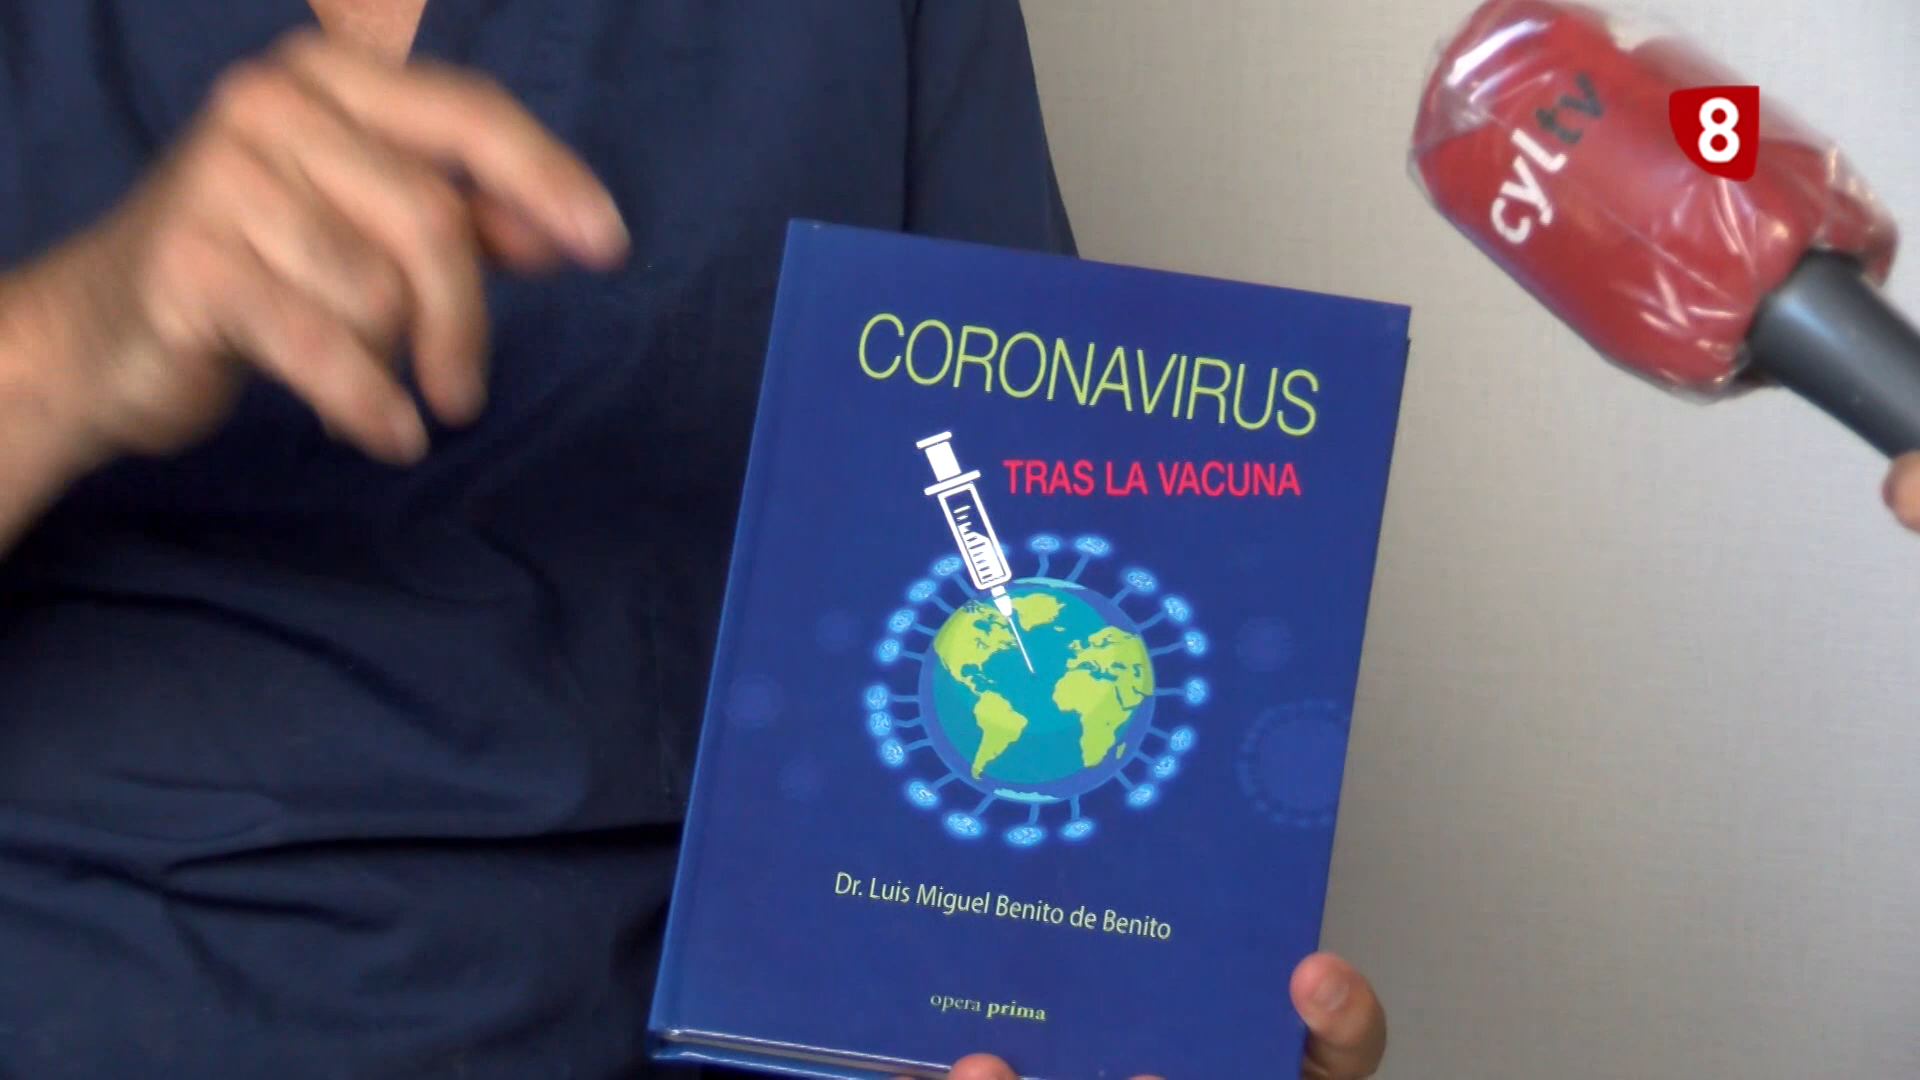 cyltv
8
CORONAVIRUS
TRAS LA VACUNA
Dr. Luis Miguel Benito de Benito
opera prima